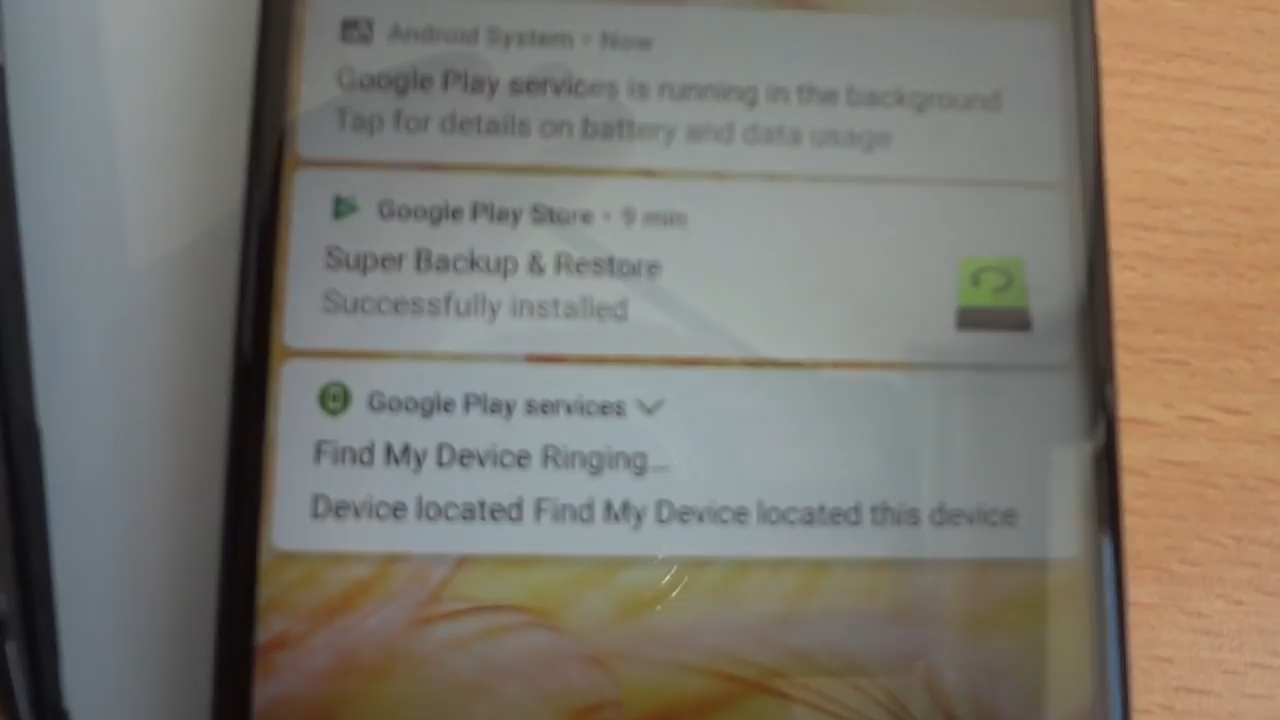 Android System • Now
Google Play services is running in the background
Tap for details on battery and data usage
Google Play Store • 9 min
Super Backup & Restore
Successfully installed
Google Play services
Find My Device Ringing...
Device located Find My Device located this device